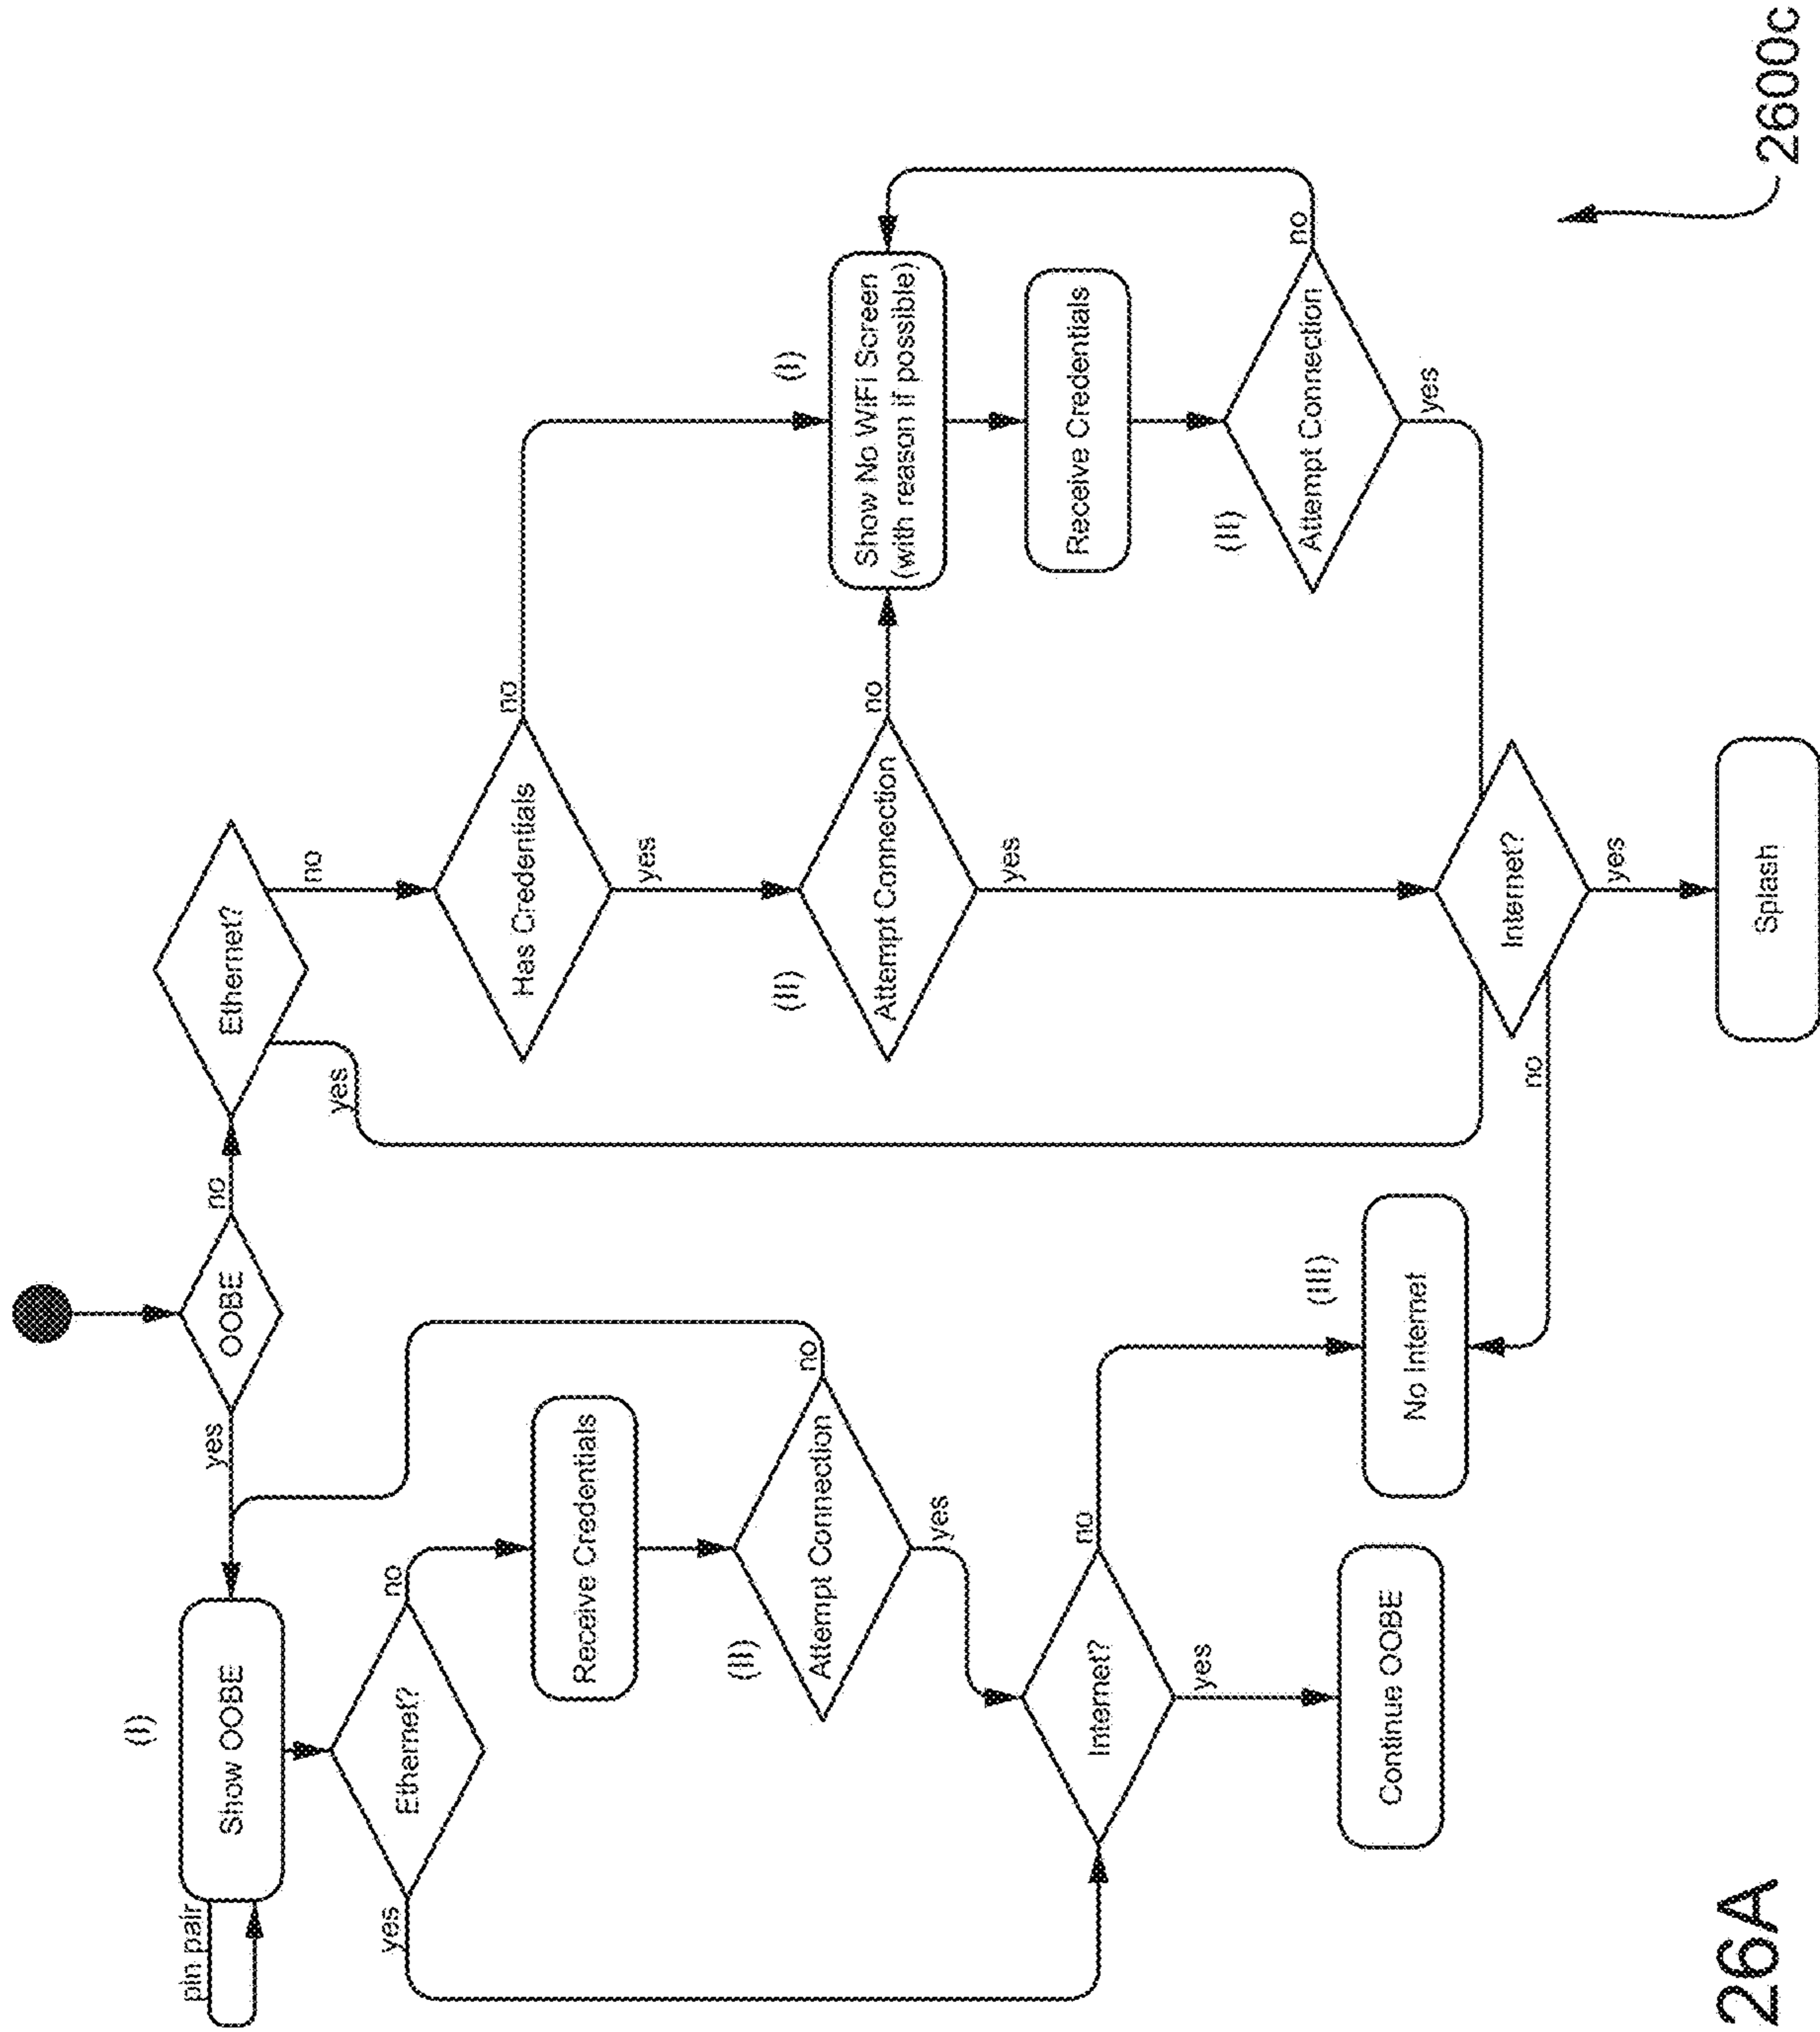 OOBE
yes
no
pin pair
(I)
Show OOBE
Ethernet?
yes
no
Receive Credentials
(II)
Attempt Connection
no
yes
Internet?
no
yes
Continue OOBE
(III)
No Internet
Ethernet?
yes
no
Has Credentials
no
yes
(II)
Attempt Connection
no
yes
(I)
Show No WiFi Screen
(with reason if possible)
Receive Credentials
(II)
Attempt Connection
no
yes
Internet?
no
yes
Splash
26A
2600c